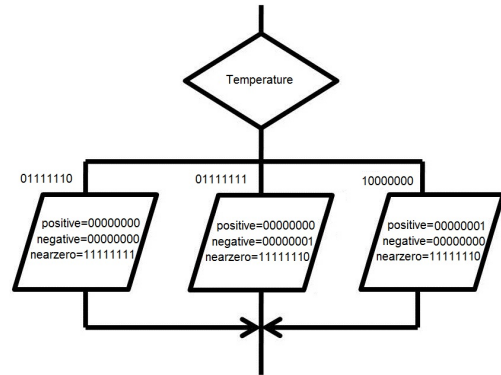 Temperature
01111110
01111111
10000000
positive=00000000
negative=00000000
nearzero=11111111
positive=00000000
negative=00000001
nearzero=11111110
positive=00000001
negative=00000000
nearzero=11111110